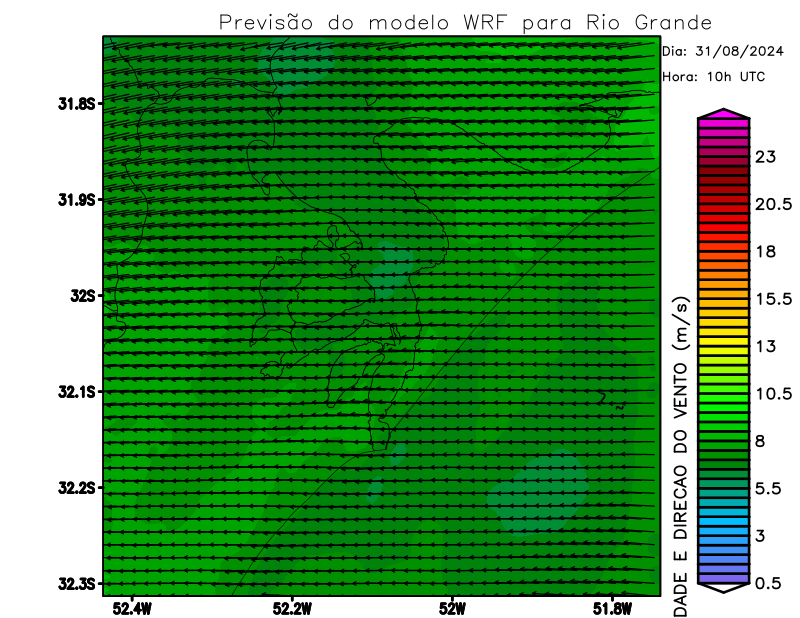 Previsão do modelo WRF para Rio Grande
Dia: 31/08/2024
Hora: 10h UTC
31.8S
31.9S
32S
32.1S
32.2S
32.3S
52.4W
52.2W
52W
51.8W
23
20.5
18
15.5
13
10.5
8
5.5
3
0.5
DADE E DIRECAO DO VENTO (m/s)